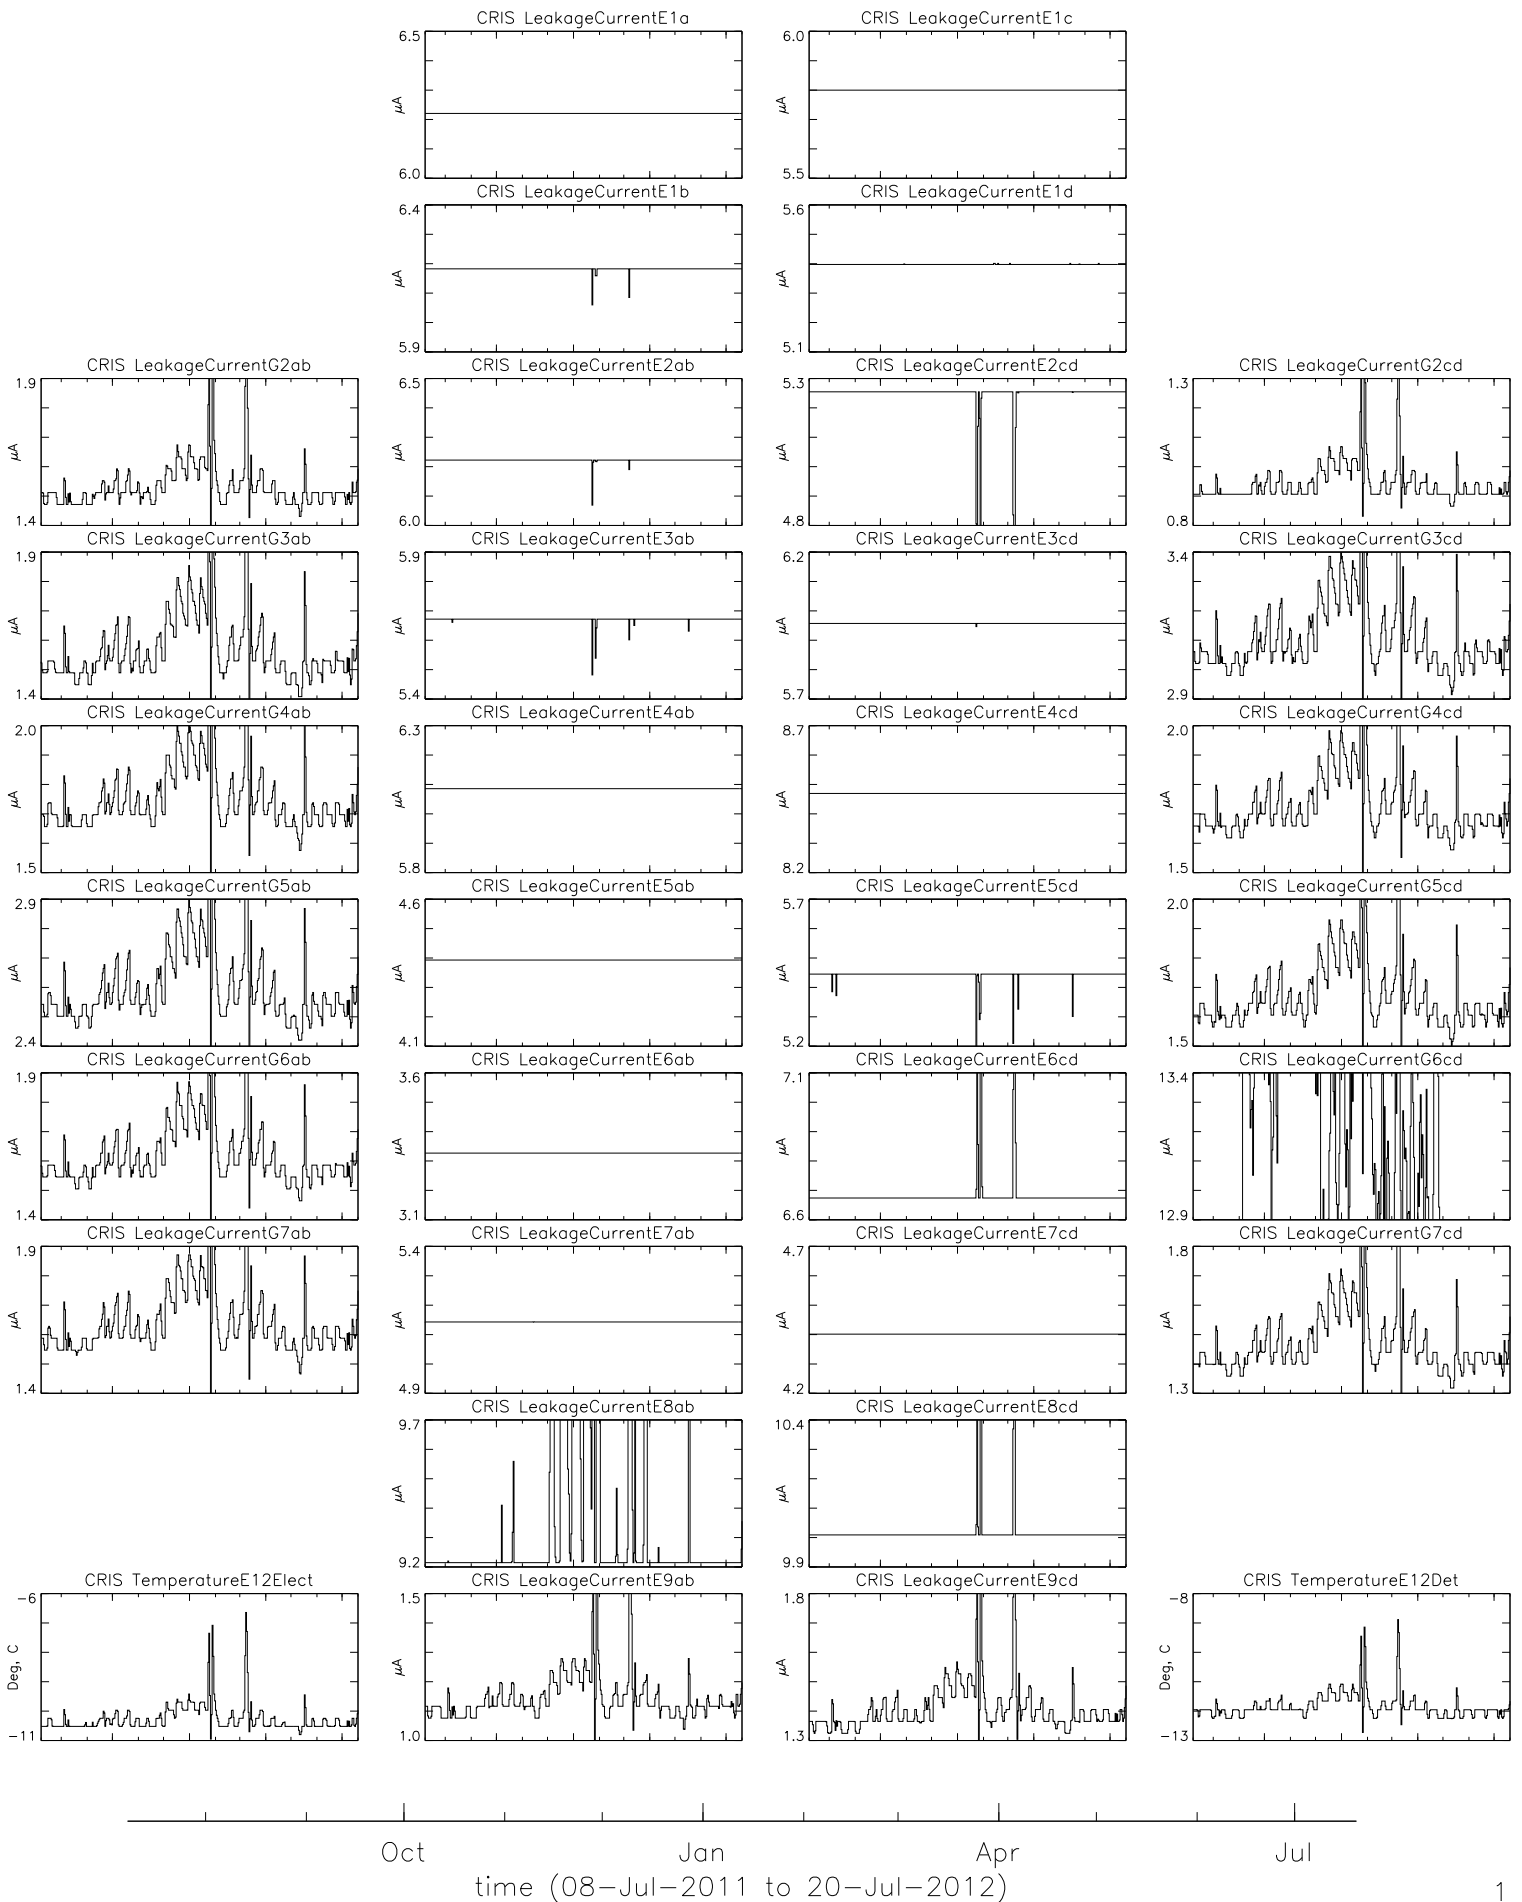 CRIS LeakageCurrentE1a
CRIS LeakageCurrentE1c
6.5
µA
6.0
6.0
µA
5.5
CRIS LeakageCurrentE1b
CRIS LeakageCurrentE1d
6.4
µA
5.9
5.6
µA
5.1
CRIS LeakageCurrentG2ab
CRIS LeakageCurrentE2ab
CRIS LeakageCurrentE2cd
CRIS LeakageCurrentG2cd
1.9
µA
1.4
6.5
µA
6.0
5.3
µA
4.8
1.3
µA
0.8
CRIS LeakageCurrentG3ab
CRIS LeakageCurrentE3ab
CRIS LeakageCurrentE3cd
CRIS LeakageCurrentG3cd
1.9
µA
1.4
5.9
µA
5.4
6.2
µA
5.7
3.4
µA
2.9
CRIS LeakageCurrentG4ab
CRIS LeakageCurrentE4ab
CRIS LeakageCurrentE4cd
CRIS LeakageCurrentG4cd
2.0
µA
1.5
6.3
µA
5.8
8.7
µA
8.2
2.0
µA
1.5
CRIS LeakageCurrentG5ab
CRIS LeakageCurrentE5ab
CRIS LeakageCurrentE5cd
CRIS LeakageCurrentG5cd
2.9
µA
2.4
4.6
µA
4.1
5.7
µA
5.2
2.0
µA
1.5
CRIS LeakageCurrentG6ab
CRIS LeakageCurrentE6ab
CRIS LeakageCurrentE6cd
CRIS LeakageCurrentG6cd
1.9
µA
1.4
3.6
µA
3.1
7.1
µA
6.6
13.4
µA
12.9
CRIS LeakageCurrentG7ab
CRIS LeakageCurrentE7ab
CRIS LeakageCurrentE7cd
CRIS LeakageCurrentG7cd
1.9
µA
1.4
5.4
µA
4.9
4.7
µA
4.2
1.8
µA
1.3
CRIS LeakageCurrentE8ab
CRIS LeakageCurrentE8cd
9.7
µA
9.2
10.4
µA
9.9
CRIS TemperatureE12Elect
CRIS LeakageCurrentE9ab
CRIS LeakageCurrentE9cd
CRIS TemperatureE12Det
−6
Deg, C
−11
1.5
µA
1.0
1.8
µA
1.3
−8
Deg, C
−13
Oct
Jan
Apr
Jul
time (08−Jul−2011 to 20−Jul−2012)
1